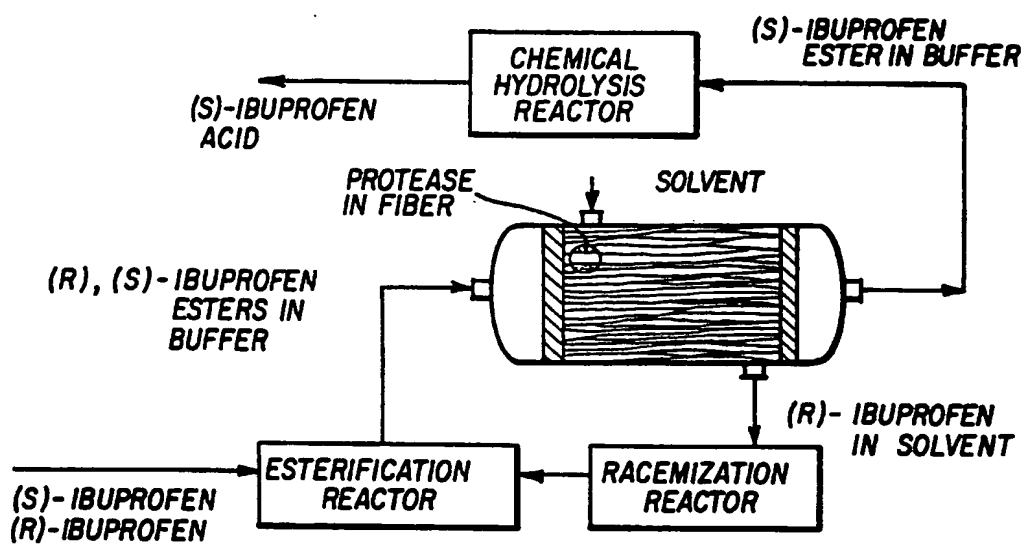 (S)-IBUPROFEN
ESTER IN BUFFER
CHEMICAL
HYDROLYSIS
REACTOR
(S)-IBUPROFEN
ACID
PROTEASE
IN FIBER
SOLVENT
(R), (S)-IBUPROFEN
ESTERS IN
BUFFER
(R)- IBUPROFEN
IN SOLVENT
ESTERIFICATION
REACTOR
RACEMIZATION
REACTOR
(S)-IBUPROFEN
(R)-IBUPROFEN